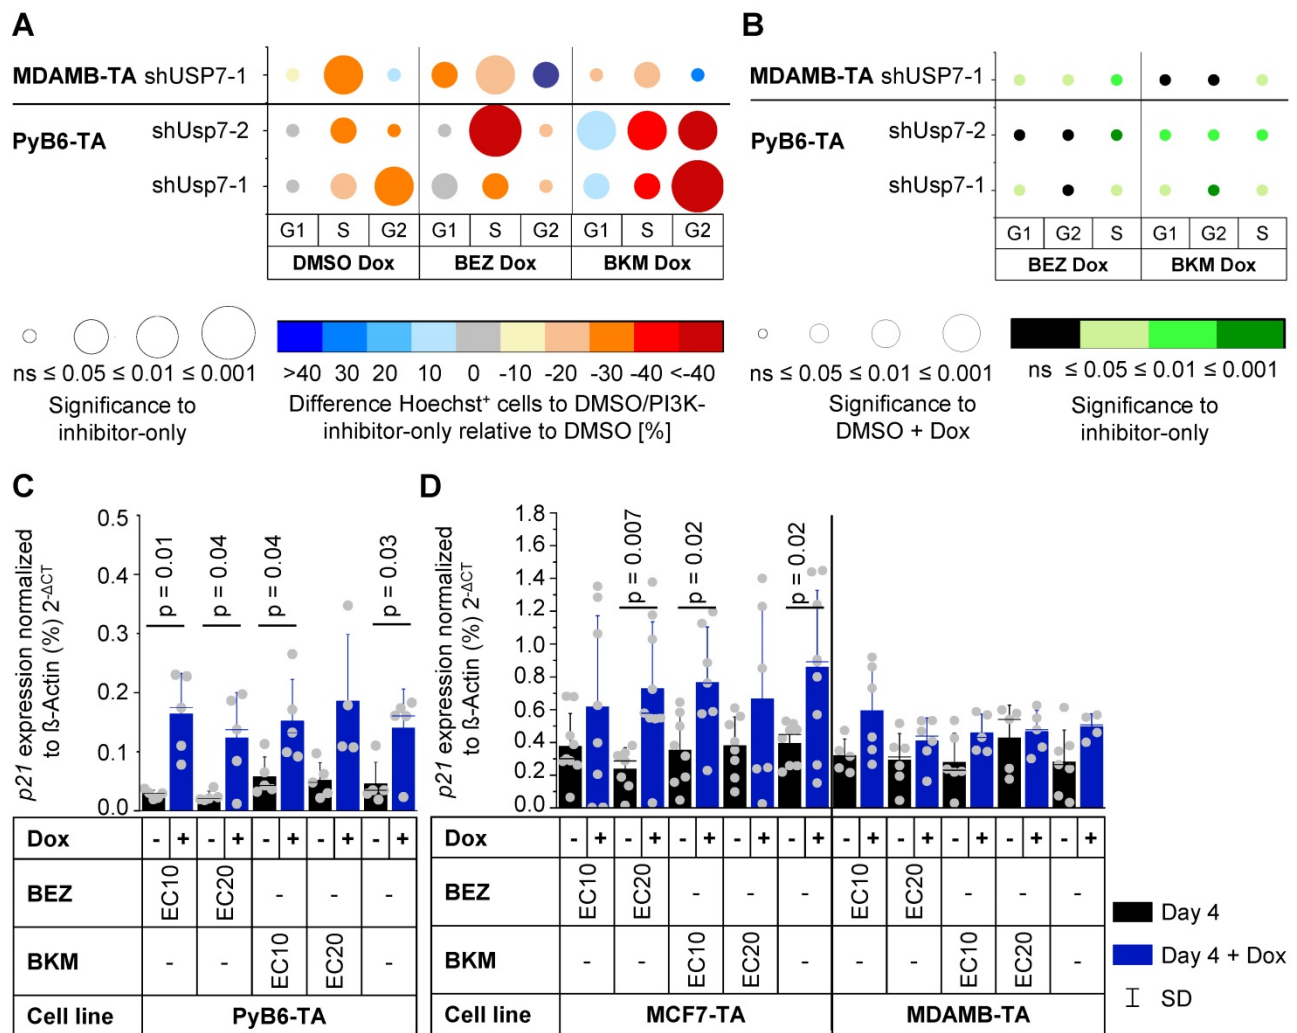 A
MDAMB-TA shUSP7-1
PyB6-TA
shUsp7-2
shUsp7-1
G1 S G2 G1 S G2 G1 S G2
DMSO Dox BEZ Dox BKM Dox
ns ≤ 0.05 ≤ 0.01 ≤ 0.001
Significance to
inhibitor-only
>40 30 20 10 0 -10 -20 -30 -40 <-40
Difference Hoechst⁺ cells to DMSO/PI3K-
inhibitor-only relative to DMSO [%]
B
MDAMB-TA shUSP7-1
PyB6-TA
shUsp7-2
shUsp7-1
G1 G2 S G1 G2 S
BEZ Dox BKM Dox
ns ≤ 0.05 ≤ 0.01 ≤ 0.001
Significance to
DMSO + Dox
ns ≤ 0.05 ≤ 0.01 ≤ 0.001
Significance to
inhibitor-only
C
p21 expression normalized
to ß-Actin (%) 2^-ΔCT
0.5
0.4
0.3
0.2
0.1
0.0
p = 0.01
p = 0.04
p = 0.04
p = 0.03
Dox - + - + - + - + - +
BEZ EC10 EC20 - - -
BKM - - EC10 EC20 -
Cell line PyB6-TA
D
p21 expression normalized
to ß-Actin (%) 2^-ΔCT
1.8
1.6
1.4
1.2
1.0
0.8
0.6
0.4
0.2
0.0
p = 0.007
p = 0.02
p = 0.02
Dox - + - + - + - + - + - + - + - + - + - +
BEZ EC10 EC20 - - - EC10 EC20 - - -
BKM - - EC10 EC20 - - - EC10 EC20 -
Cell line MCF7-TA MDAMB-TA
Day 4
Day 4 + Dox
SD